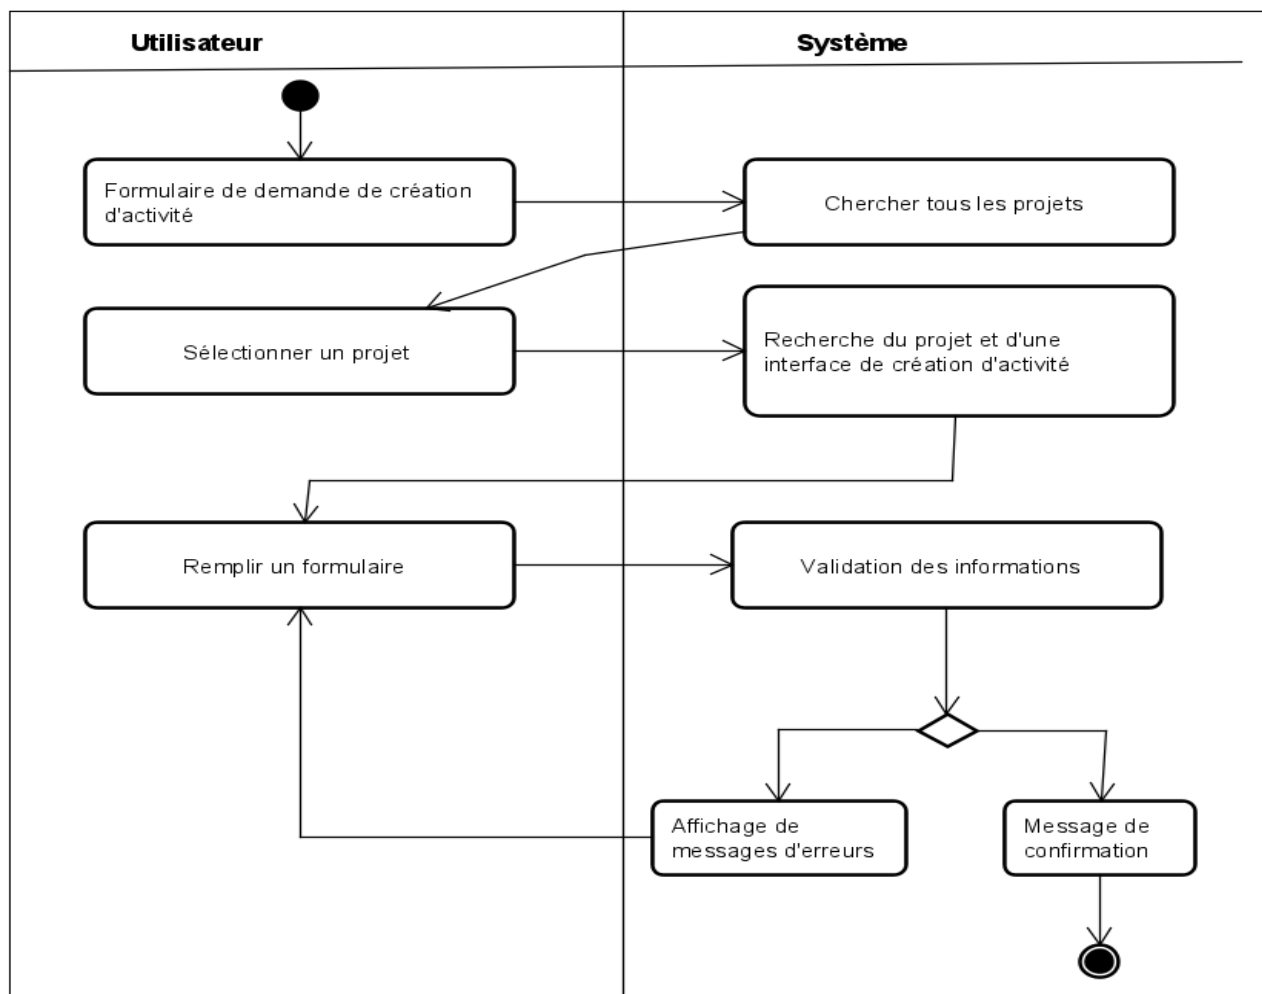 Utilisateur
Système
Formulaire de demande de création
d'activité
Chercher tous les projets
Sélectionner un projet
Recherche du projet et d'une
interface de création d'activité
Remplir un formulaire
Validation des informations
Affichage de
messages d'erreurs
Message de
confirmation